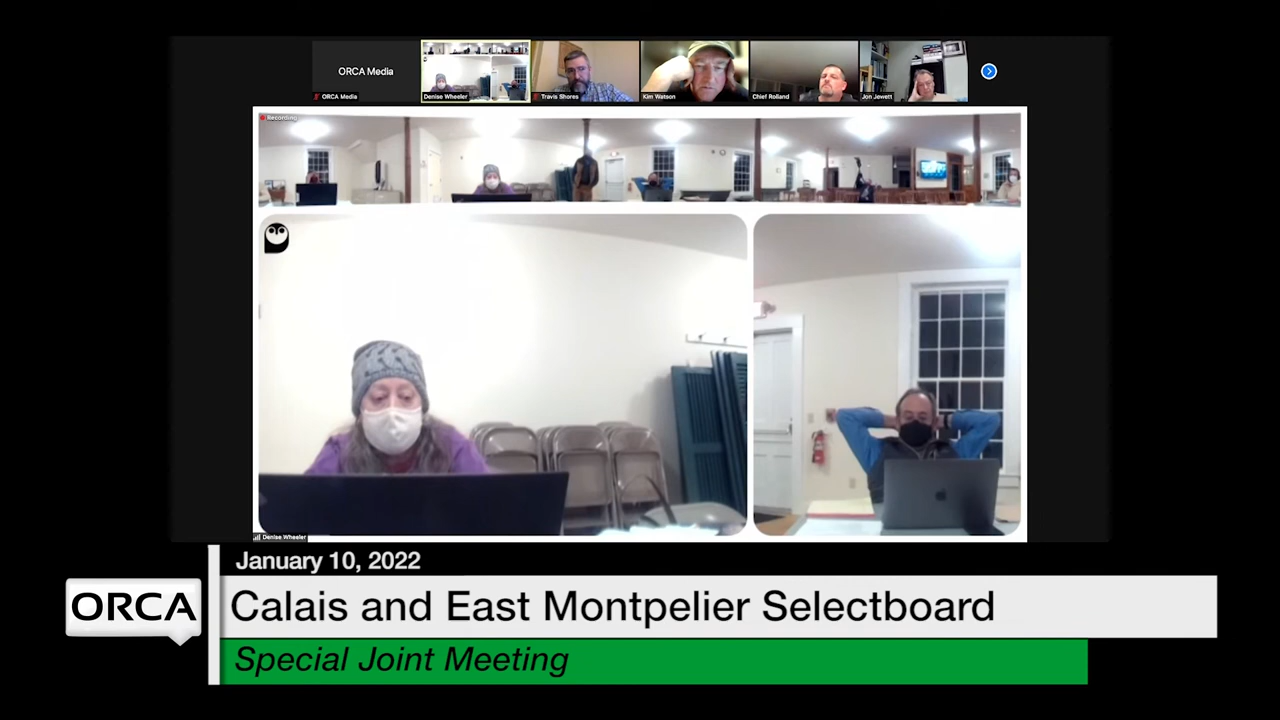 ORCA Media
ORCA Media
Denise Wheeler
Travis Shores
Kim Watson
Chief Rolland
Jon Jewett
Recording
Denise Wheeler
January 10, 2022
ORCA
Calais and East Montpelier Selectboard
Special Joint Meeting